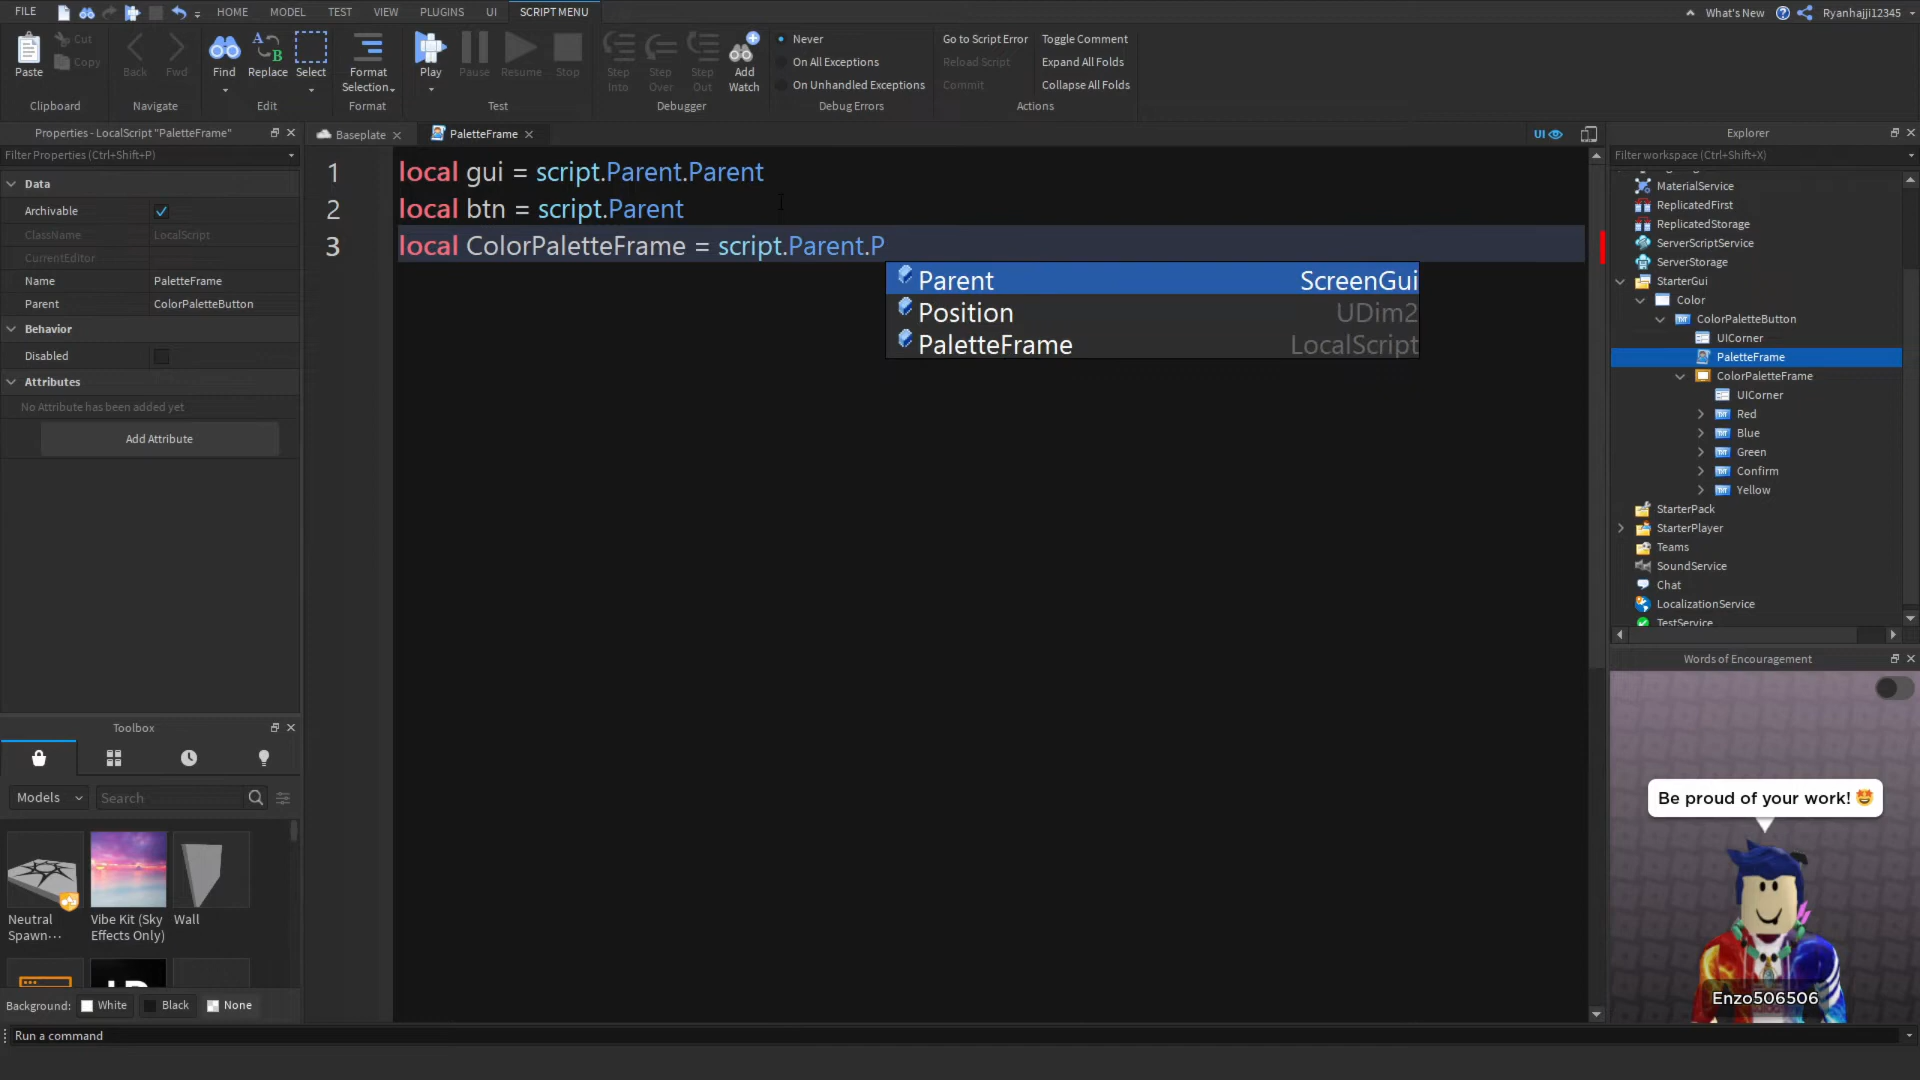 FILE HOME MODEL TEST VIEW PLUGINS UI SCRIPT MENU What's New Ryanhajji12345
Paste Cut Copy Back Fwd Find Replace Select Format Selection Play Pause Resume Stop Step Into Step Over Step Out Add Watch
Never Go to Script Error Toggle Comment
On All Exceptions Reload Script Expand All Folds
On Unhandled Exceptions Commit Collapse All Folds
Clipboard Navigate Edit Format Test Debugger Debug Errors Actions
Properties - LocalScript "PaletteFrame"
Filter Properties (Ctrl+Shift+P)
Data
Archivable
ClassName LocalScript
CurrentEditor
Name PaletteFrame
Parent ColorPaletteButton
Behavior
Disabled
Attributes
No Attribute has been added yet
Add Attribute
Toolbox
Models Search
Neutral Spawn...
Vibe Kit (Sky Effects Only)
Wall
Background: White Black None
Run a command
Baseplate PaletteFrame UI
1 local gui = script.Parent.Parent
2 local btn = script.Parent
3 local ColorPaletteFrame = script.Parent.P
Parent ScreenGui
Position UDim2
PaletteFrame LocalScript
Explorer
Filter workspace (Ctrl+Shift+X)
MaterialService
ReplicatedFirst
ReplicatedStorage
ServerScriptService
ServerStorage
StarterGui
Color
ColorPaletteButton
UICorner
PaletteFrame
ColorPaletteFrame
UICorner
Red
Blue
Green
Confirm
Yellow
StarterPack
StarterPlayer
Teams
SoundService
Chat
LocalizationService
TestService
Words of Encouragement
Be proud of your work! 🤩
Enzo506506